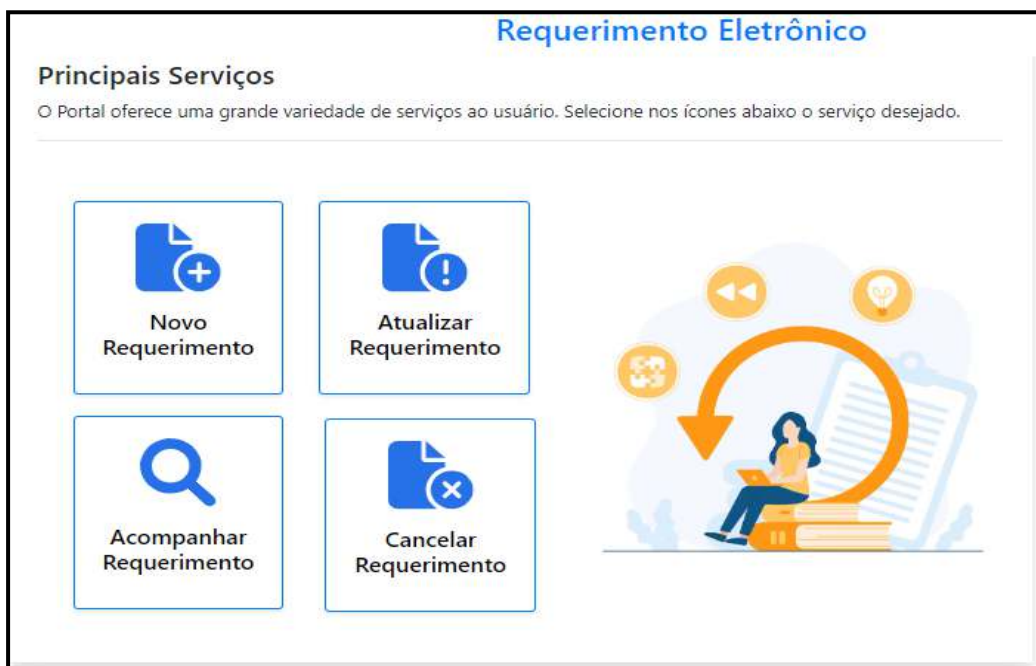 Requerimento Eletrônico
Principais Serviços
O Portal oferece uma grande variedade de serviços ao usuário. Selecione nos ícones abaixo o serviço desejado.
Novo
Requerimento
Atualizar
Requerimento
Acompanhar
Requerimento
Cancelar
Requerimento